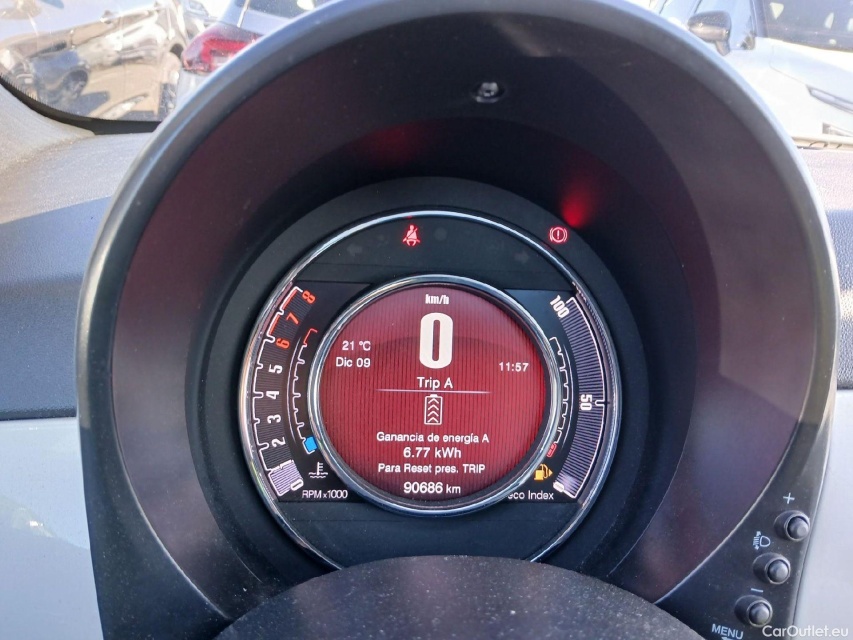 km/h
0
21 °C
Dic 09
11:57
Trip A
Ganancia de energía A
6.77 kWh
Para Reset pres. TRIP
90686 km
8
7
6
5
4
3
2
0
RPM x1000
100
50
0
eco Index
+
−
MENU
CarOutlet.eu